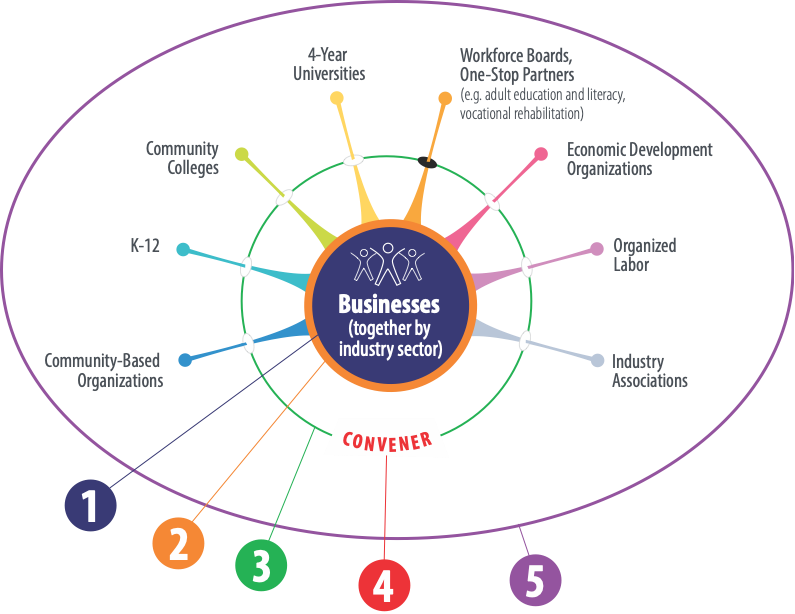 4-Year
Universities
Workforce Boards,
One-Stop Partners
(e.g. adult education and literacy,
vocational rehabilitation)
Community
Colleges
Economic Development
Organizations
K-12
Organized
Labor
Businesses
(together by
industry sector)
Community-Based
Organizations
Industry
Associations
CONVENER
1
2
3
4
5